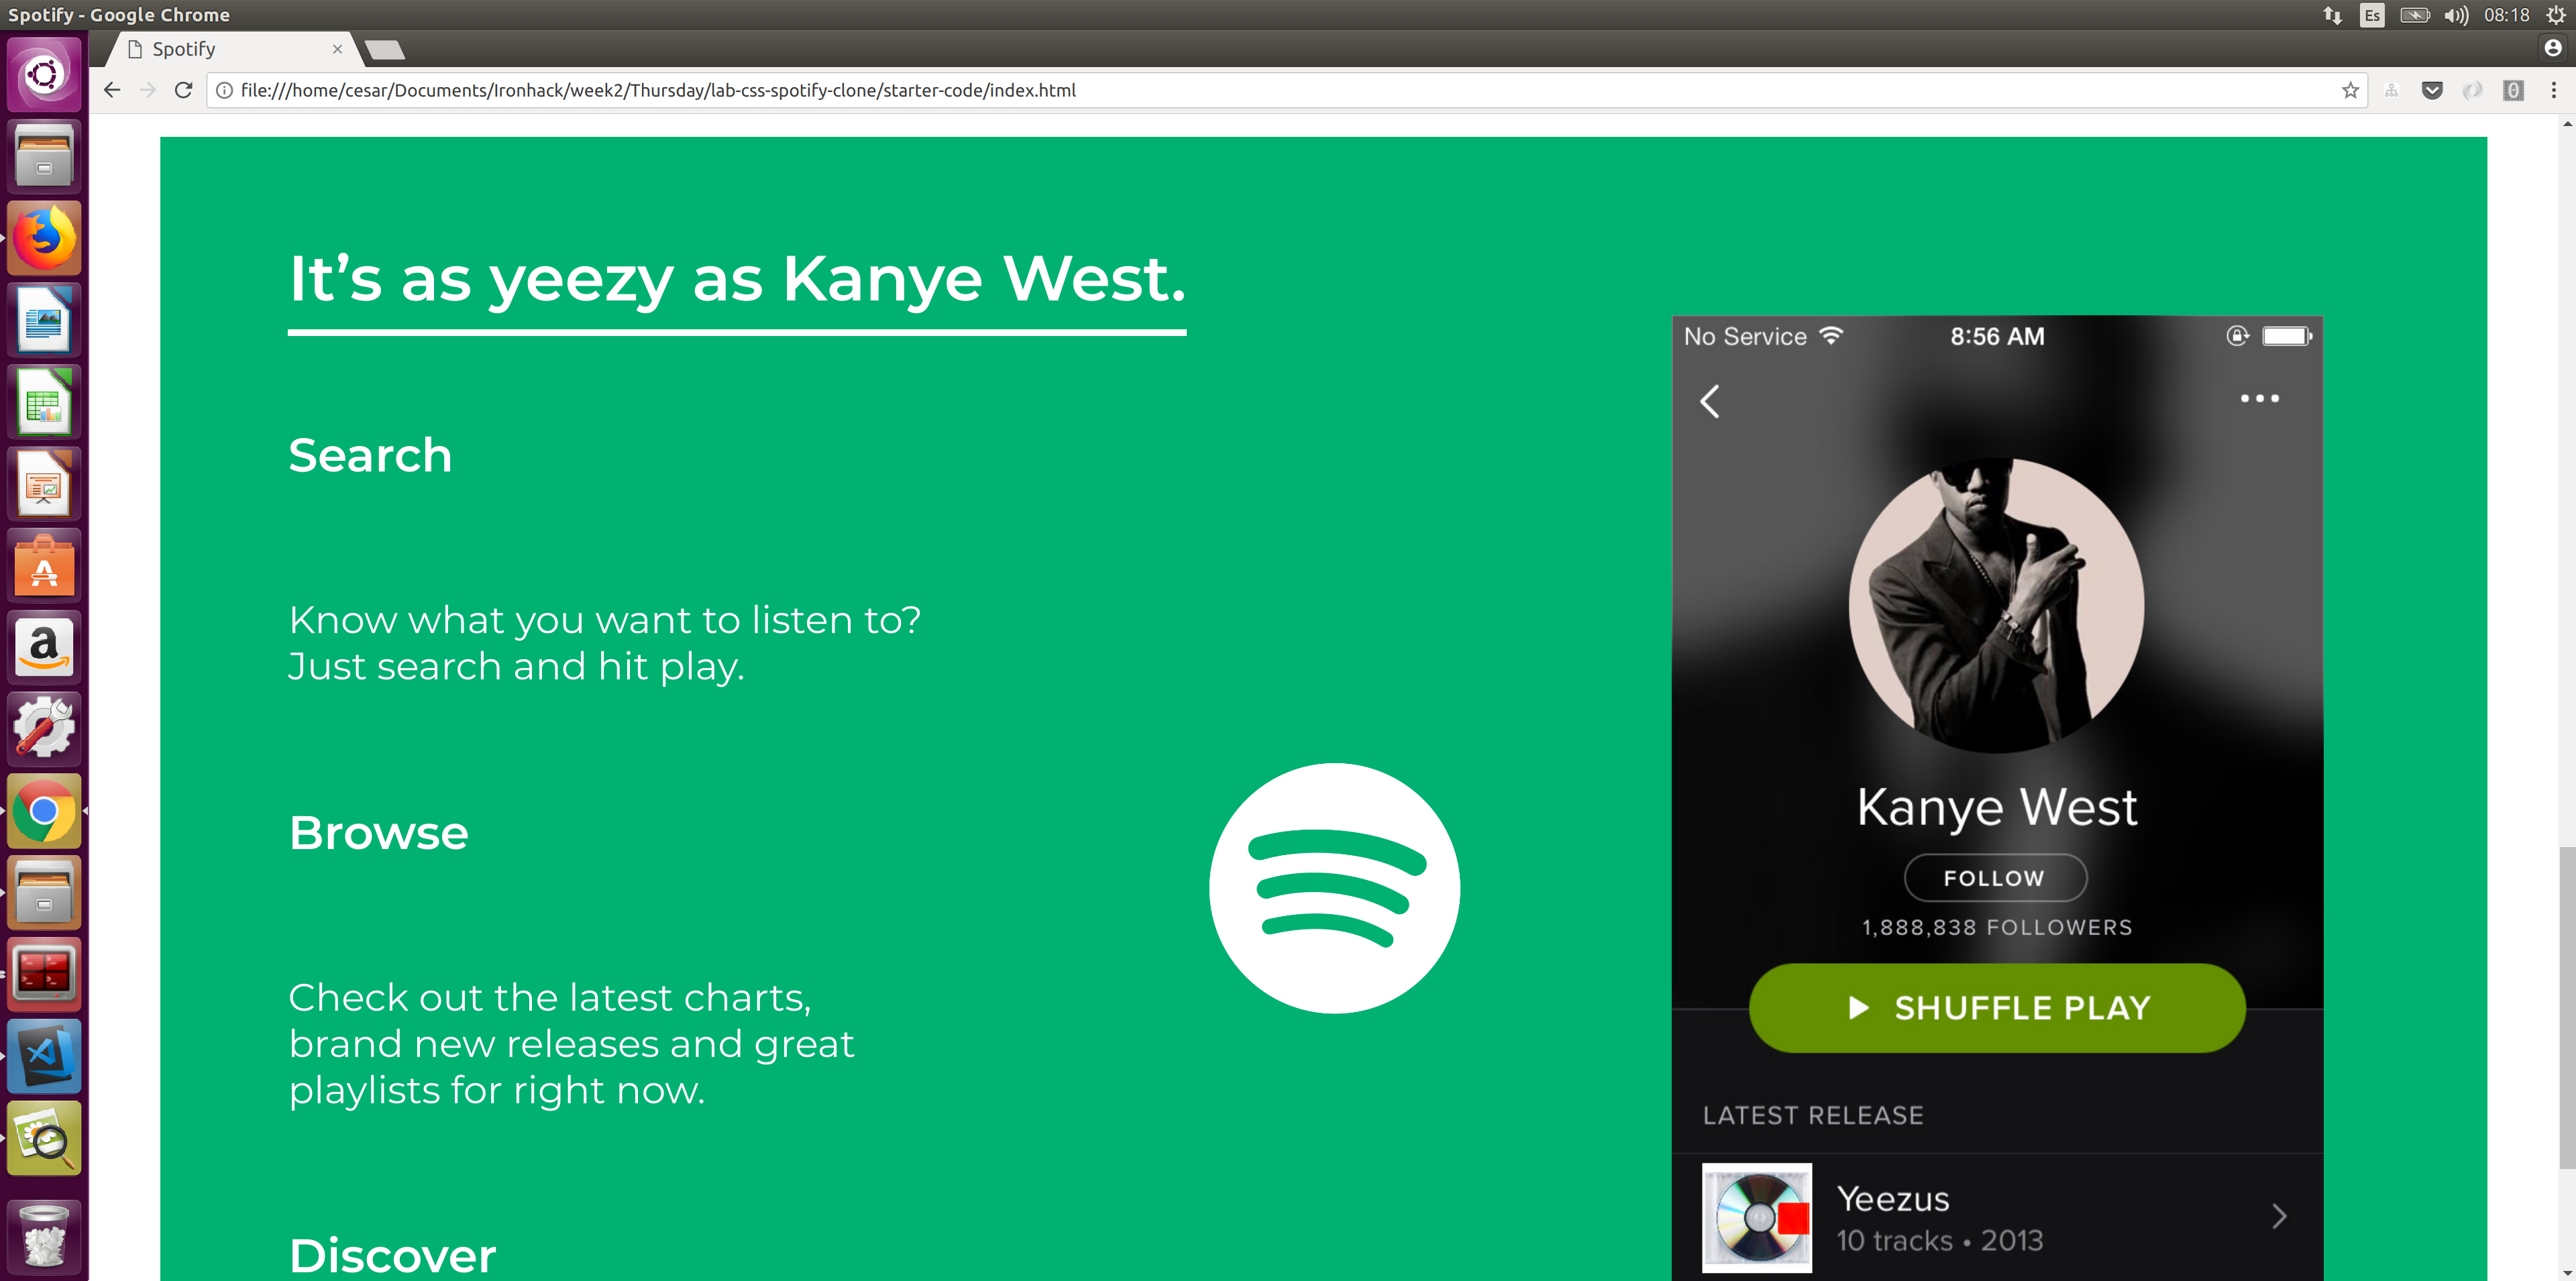 Spotify - Google Chrome
Es
08:18
Spotify
file:///home/cesar/Documents/Ironhack/week2/Thursday/lab-css-spotify-clone/starter-code/index.html
It’s as yeezy as Kanye West.
Search
Know what you want to listen to?
Just search and hit play.
Browse
Check out the latest charts,
brand new releases and great
playlists for right now.
Discover
No Service
8:56 AM
Kanye West
FOLLOW
1,888,838 FOLLOWERS
SHUFFLE PLAY
LATEST RELEASE
Yeezus
10 tracks • 2013